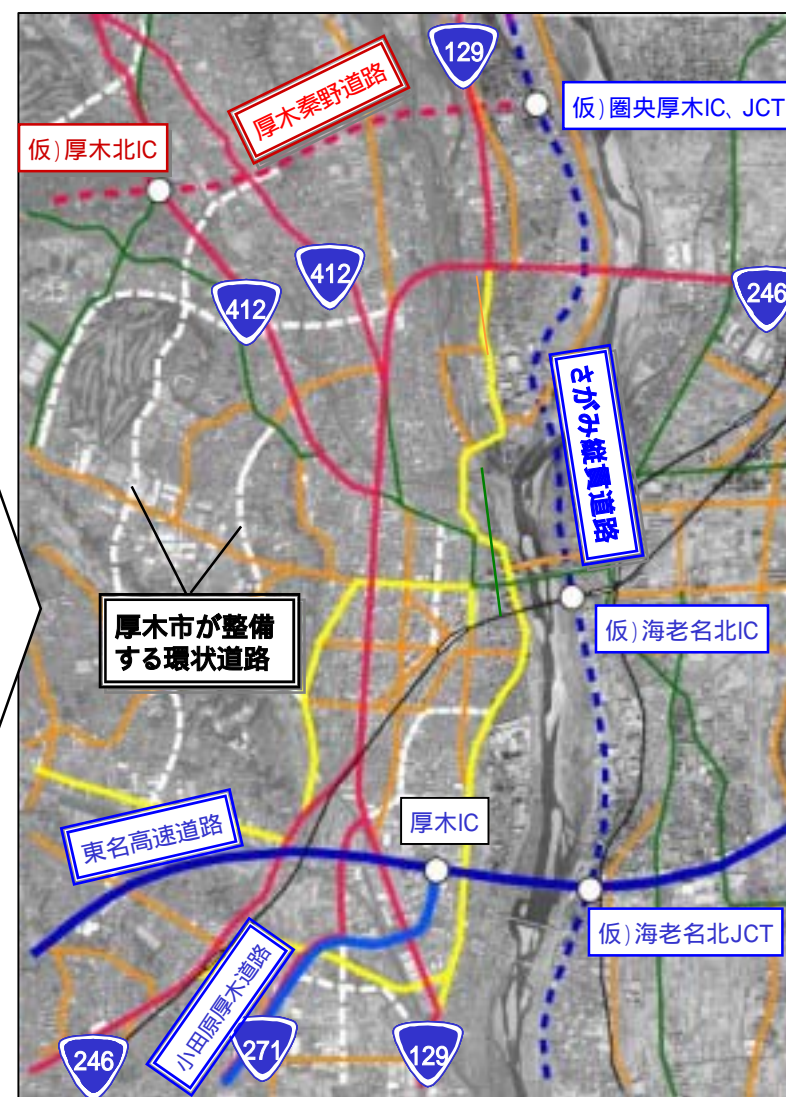 129
厚木秦野道路
仮)圏央厚木IC、JCT
仮)厚木北IC
412
412
246
さがみ縦貫道路
厚木市が整備
する環状道路
仮)海老名北IC
東名高速道路
厚木IC
仮)海老名北JCT
小田原厚木道路
246
271
129